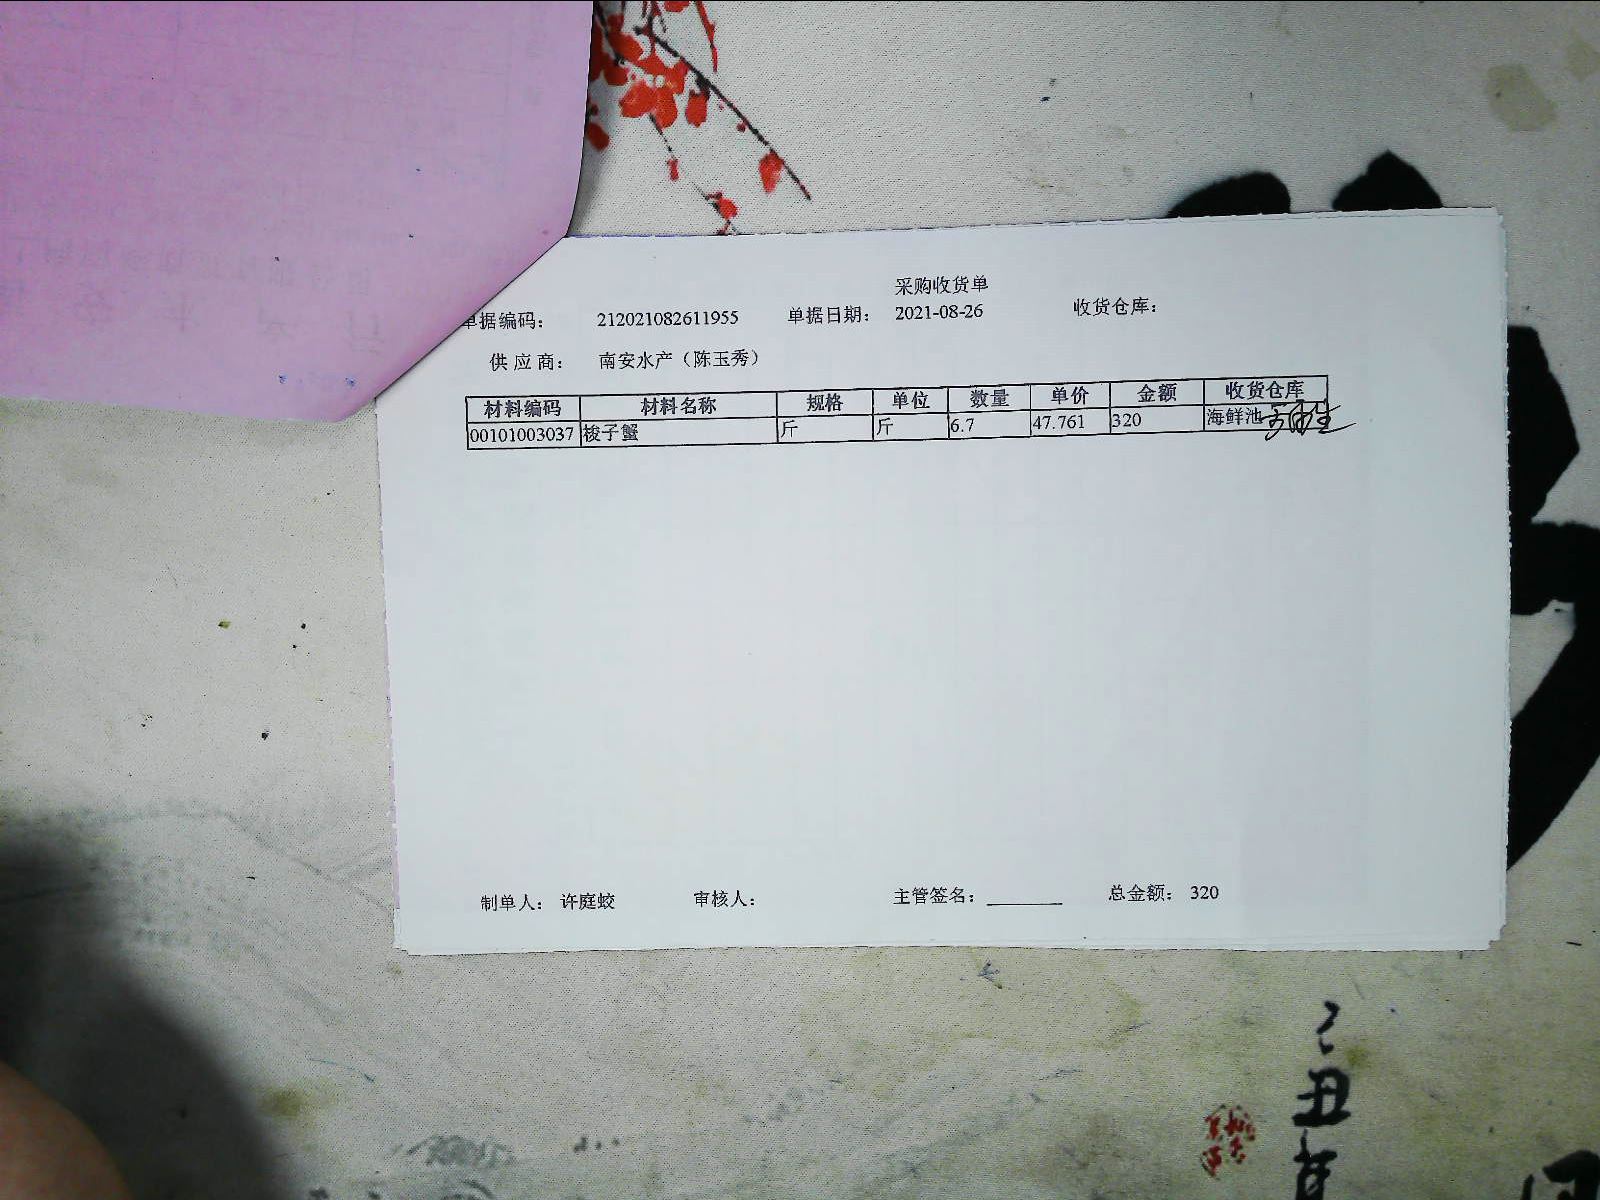 采购收货单
单据编码： 212021082611955 单据日期： 2021-08-26 收货仓库：
供应商： 南安水产（陈玉秀）
材料编码 材料名称 规格 单位 数量 单价 金额 收货仓库
00101003037 梭子蟹 斤 斤 6.7 47.761 320 海鲜池
制单人： 许庭蛟 审核人： 主管签名： 总金额： 320
丑年